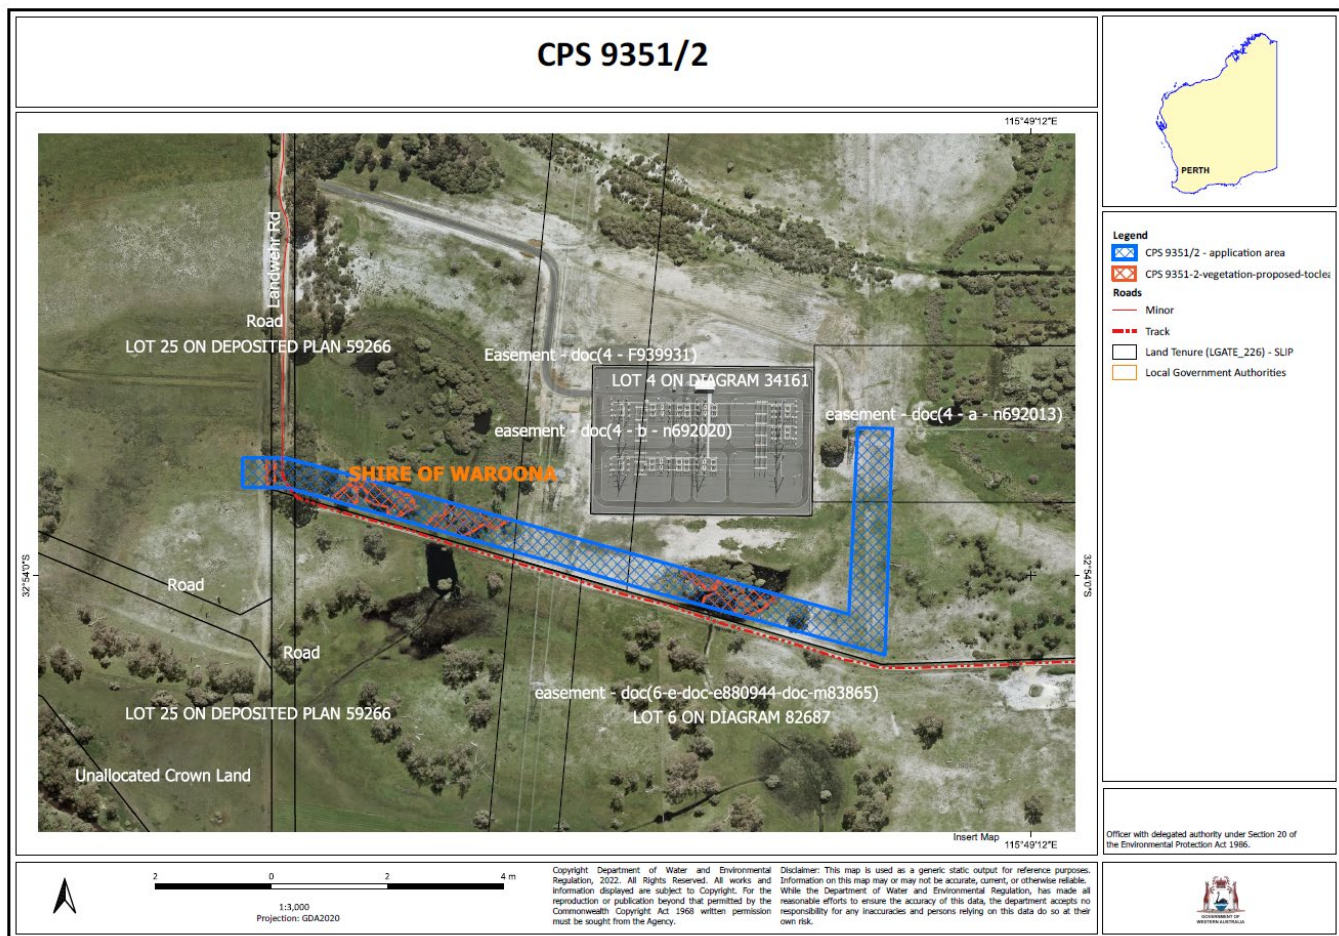 CPS 9351/2
115°49'12"E
PERTH
Legend
CPS 9351/2 - application area
CPS 9351-2-vegetation-proposed-toclea
Roads
Minor
Track
Land Tenure (LGATE_226) - SLIP
Local Government Authorities
Landwehr Rd
Road
LOT 25 ON DEPOSITED PLAN 59266
Easement - doc(4 - F939931)
LOT 4 ON DIAGRAM 34161
easement - doc(4 - a - n692013)
easement - doc(4 - b - n692020)
SHIRE OF WAROONA
32°54'0"S
32°54'0"S
Road
Road
easement - doc(6-e-doc-e880944-doc-m83865)
LOT 25 ON DEPOSITED PLAN 59266
LOT 6 ON DIAGRAM 82687
Unallocated Crown Land
Insert Map
115°49'12"E
Officer with delegated authority under Section 20 of
the Environmental Protection Act 1986.
2 0 2 4 m
1:3,000
Projection: GDA2020
Copyright Department of Water and Environmental
Regulation, 2022. All Rights Reserved. All works and
information displayed are subject to Copyright. For the
reproduction or publication beyond that permitted by the
Commonwealth Copyright Act 1968 written permission
must be sought from the Agency.
Disclaimer: This map is used as a generic static output for reference purposes.
Information on this map may or may not be accurate, current, or otherwise reliable.
While the Department of Water and Environmental Regulation, has made all
reasonable efforts to ensure the accuracy of this data, the department accepts no
responsibility for any inaccuracies and persons relying on this data do so at their
own risk.
GOVERNMENT OF
WESTERN AUSTRALIA